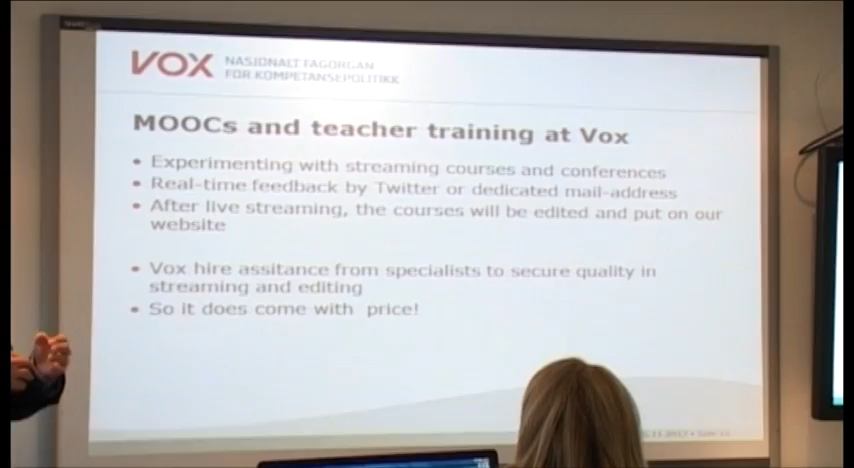 VOX
NASJONALT FAGORGAN
FOR KOMPETANSEPOLITIKK
MOOCs and teacher training at Vox
• Experimenting with streaming courses and conferences
• Real-time feedback by Twitter or dedicated mail-address
• After live streaming, the courses will be edited and put on our
website
• Vox hire assitance from specialists to secure quality in
streaming and editing
• So it does come with price!